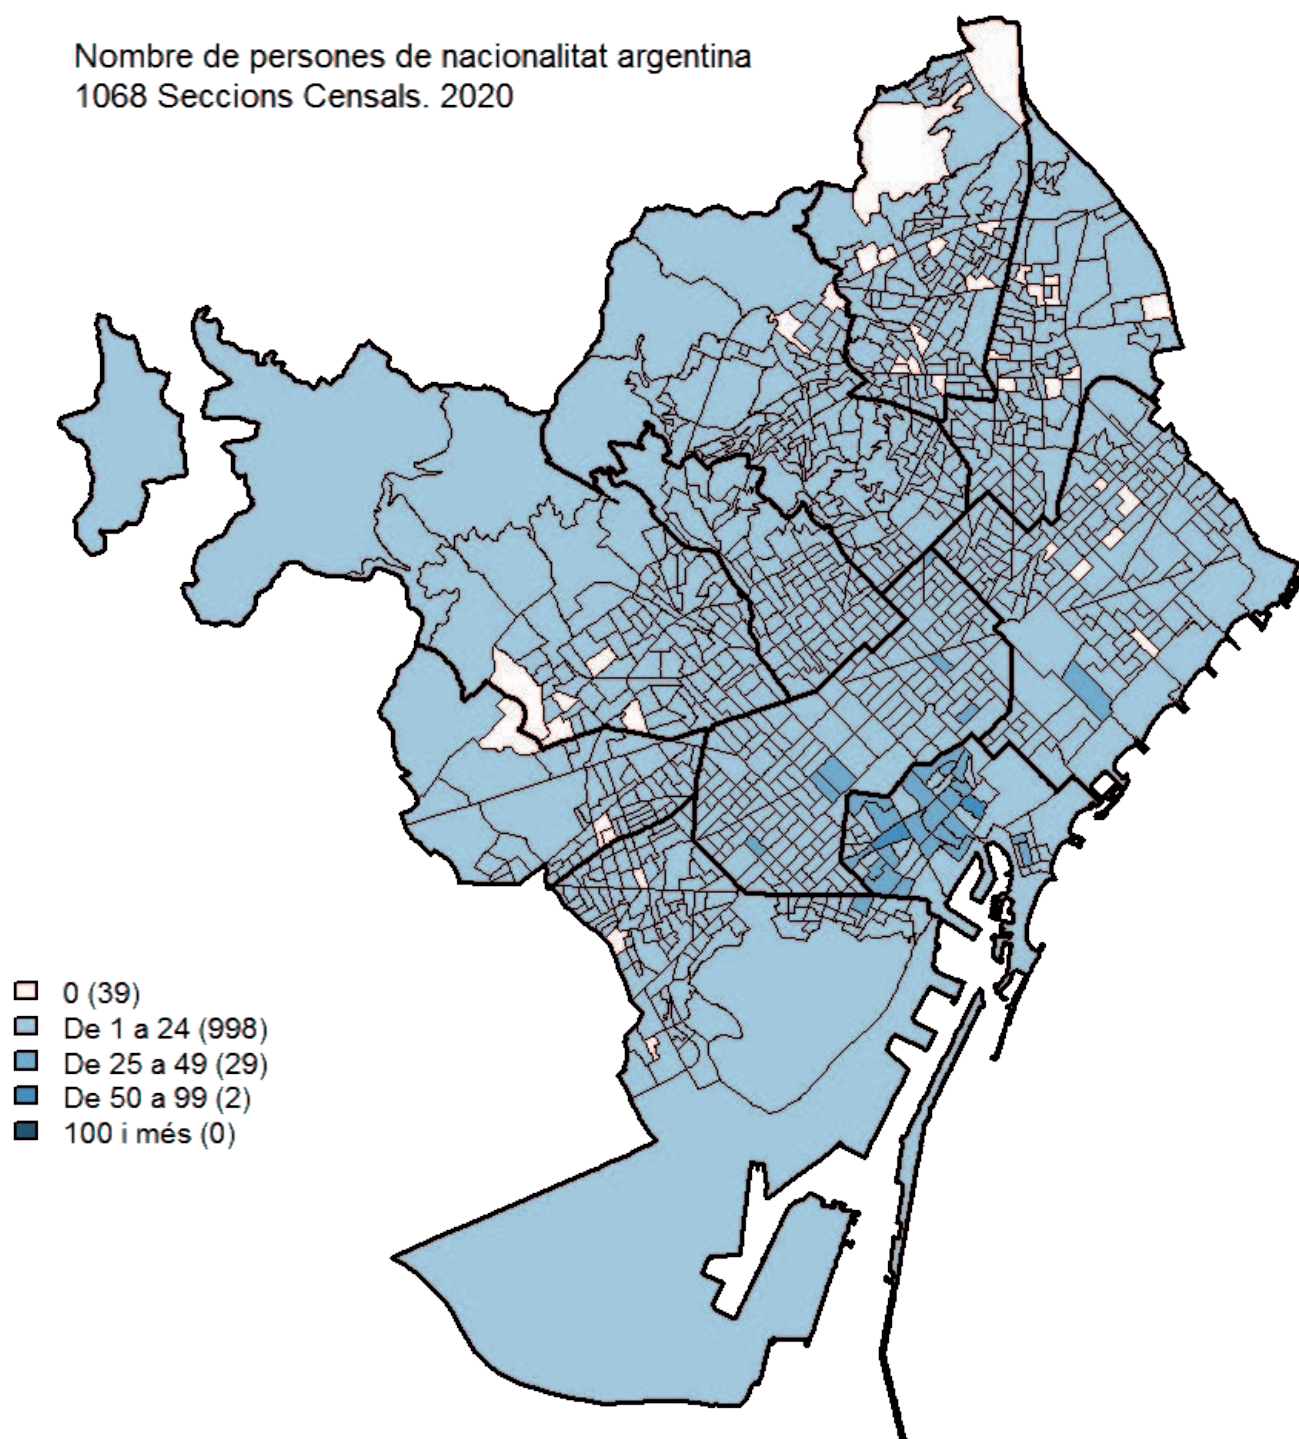 Nombre de persones de nacionalitat argentina
1068 Seccions Censals. 2020
0 (39)
De 1 a 24 (998)
De 25 a 49 (29)
De 50 a 99 (2)
100 i més (0)